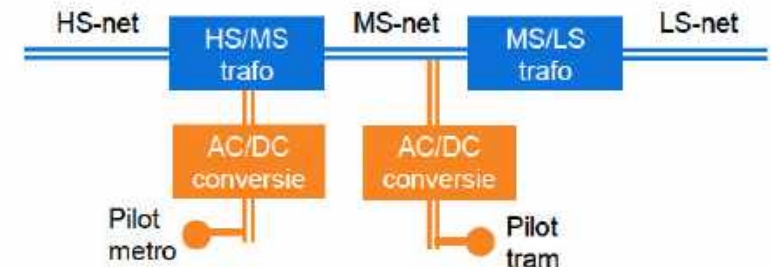 HS-net
HS/MS
trafo
MS-net
MS/LS
trafo
LS-net
AC/DC
conversie
AC/DC
conversie
Pilot
metro
Pilot
tram